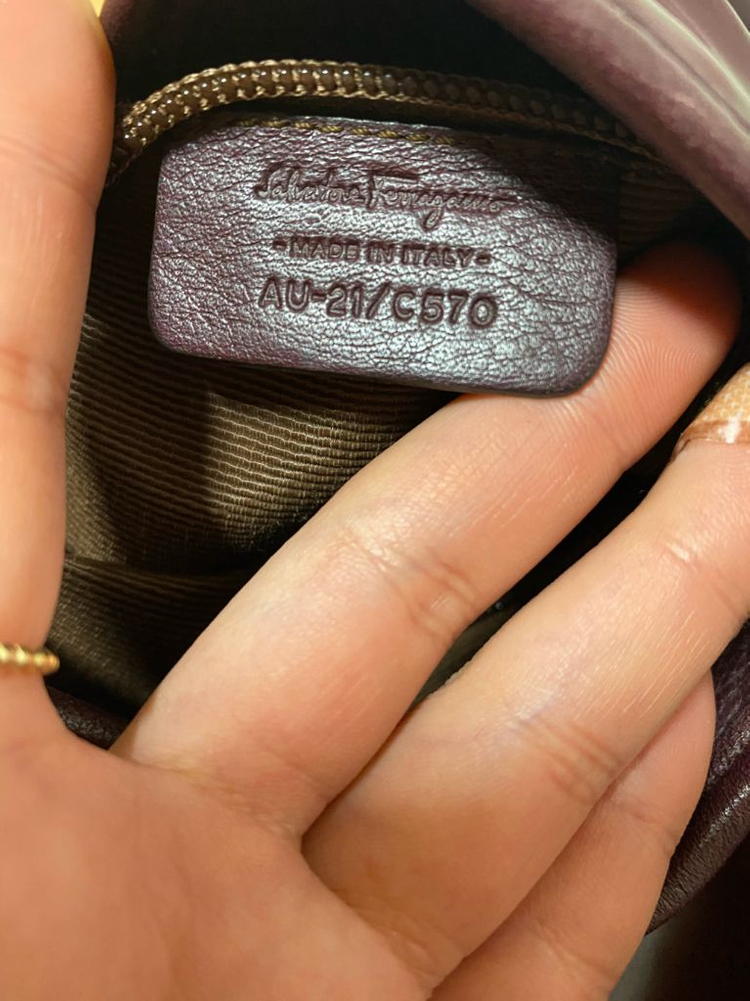 Salvatore Ferragamo
-MADE IN ITALY-
AU-21/C570